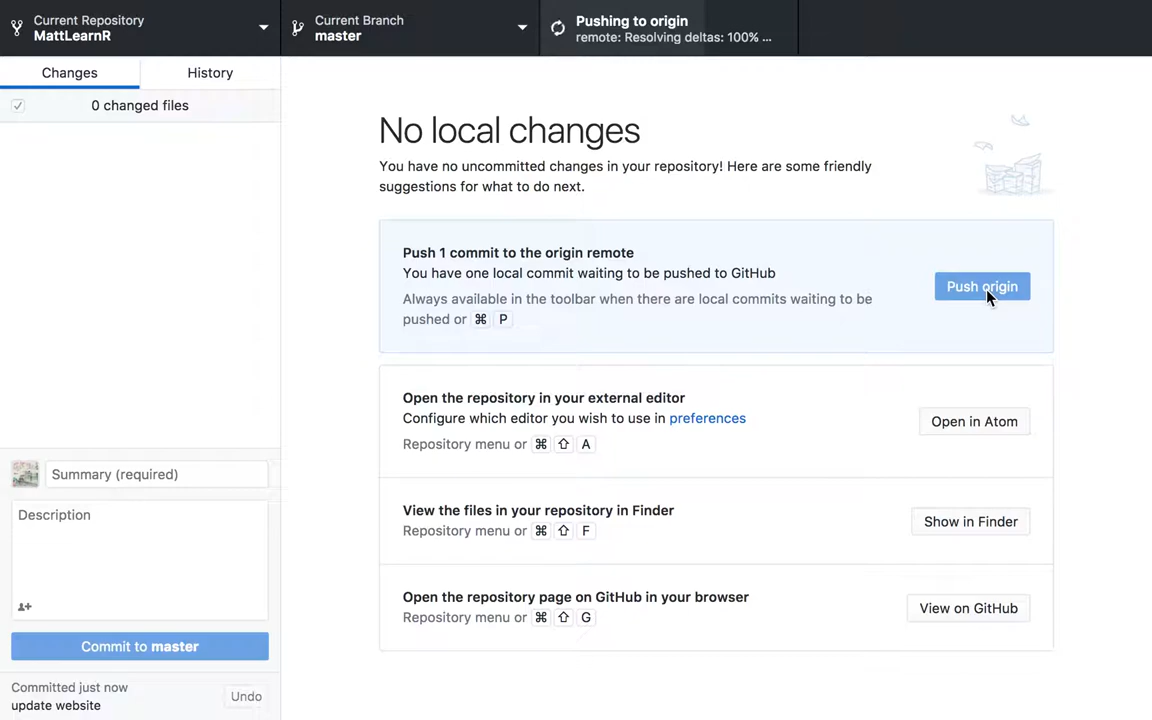 Current Repository
MattLearnR
Current Branch
master
Pushing to origin
remote: Resolving deltas: 100% ...
Changes
History
0 changed files
No local changes
You have no uncommitted changes in your repository! Here are some friendly
suggestions for what to do next.
Push 1 commit to the origin remote
You have one local commit waiting to be pushed to GitHub
Always available in the toolbar when there are local commits waiting to be
pushed or ⌘ P
Push origin
Open the repository in your external editor
Configure which editor you wish to use in preferences
Repository menu or ⌘ ⇧ A
Open in Atom
View the files in your repository in Finder
Repository menu or ⌘ ⇧ F
Show in Finder
Open the repository page on GitHub in your browser
Repository menu or ⌘ ⇧ G
View on GitHub
Summary (required)
Description
Commit to master
Committed just now
update website
Undo